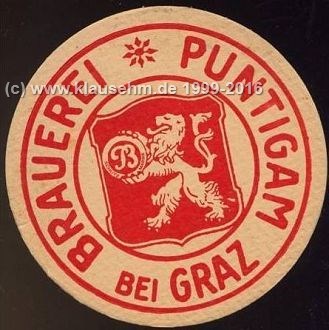 BRAUEREI PUNTIGAM
BEI GRAZ
B
(c) www.klausehm.de 1999-2016